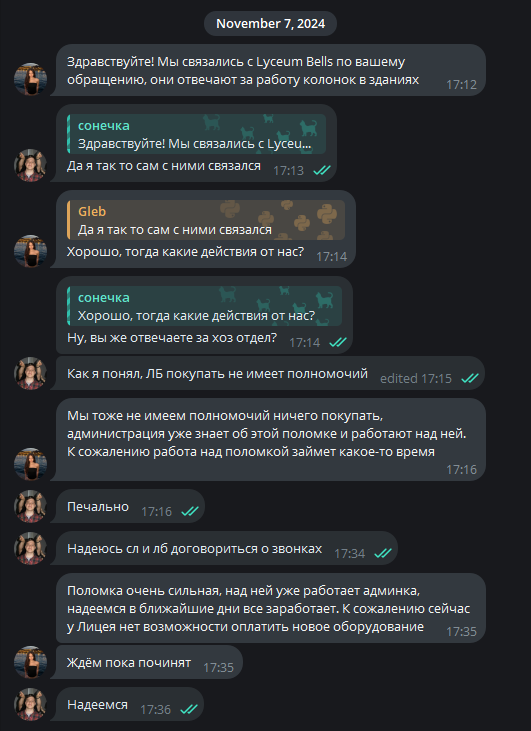 November 7, 2024
Здравствуйте! Мы связались с Lyceum Bells по вашему
обращению, они отвечают за работу колонок в зданиях
17:12
сонечка
Здравствуйте! Мы связались с Lyceu...
Да я так то сам с ними связался 17:13
Gleb
Да я так то сам с ними связался
Хорошо, тогда какие действия от нас? 17:14
сонечка
Хорошо, тогда какие действия от нас?
Ну, вы же отвечаете за хоз отдел? 17:14
Как я понял, ЛБ покупать не имеет полномочий edited 17:15
Мы тоже не имеем полномочий ничего покупать,
администрация уже знает об этой поломке и работают над ней.
К сожалению работа над поломкой займет какое-то время
17:16
Печально 17:16
Надеюсь сл и лб договориться о звонках 17:34
Поломка очень сильная, над ней уже работает админка,
надеемся в ближайшие дни все заработает. К сожалению сейчас
у Лицея нет возможности оплатить новое оборудование 17:35
Ждём пока починят 17:35
Надеемся 17:36